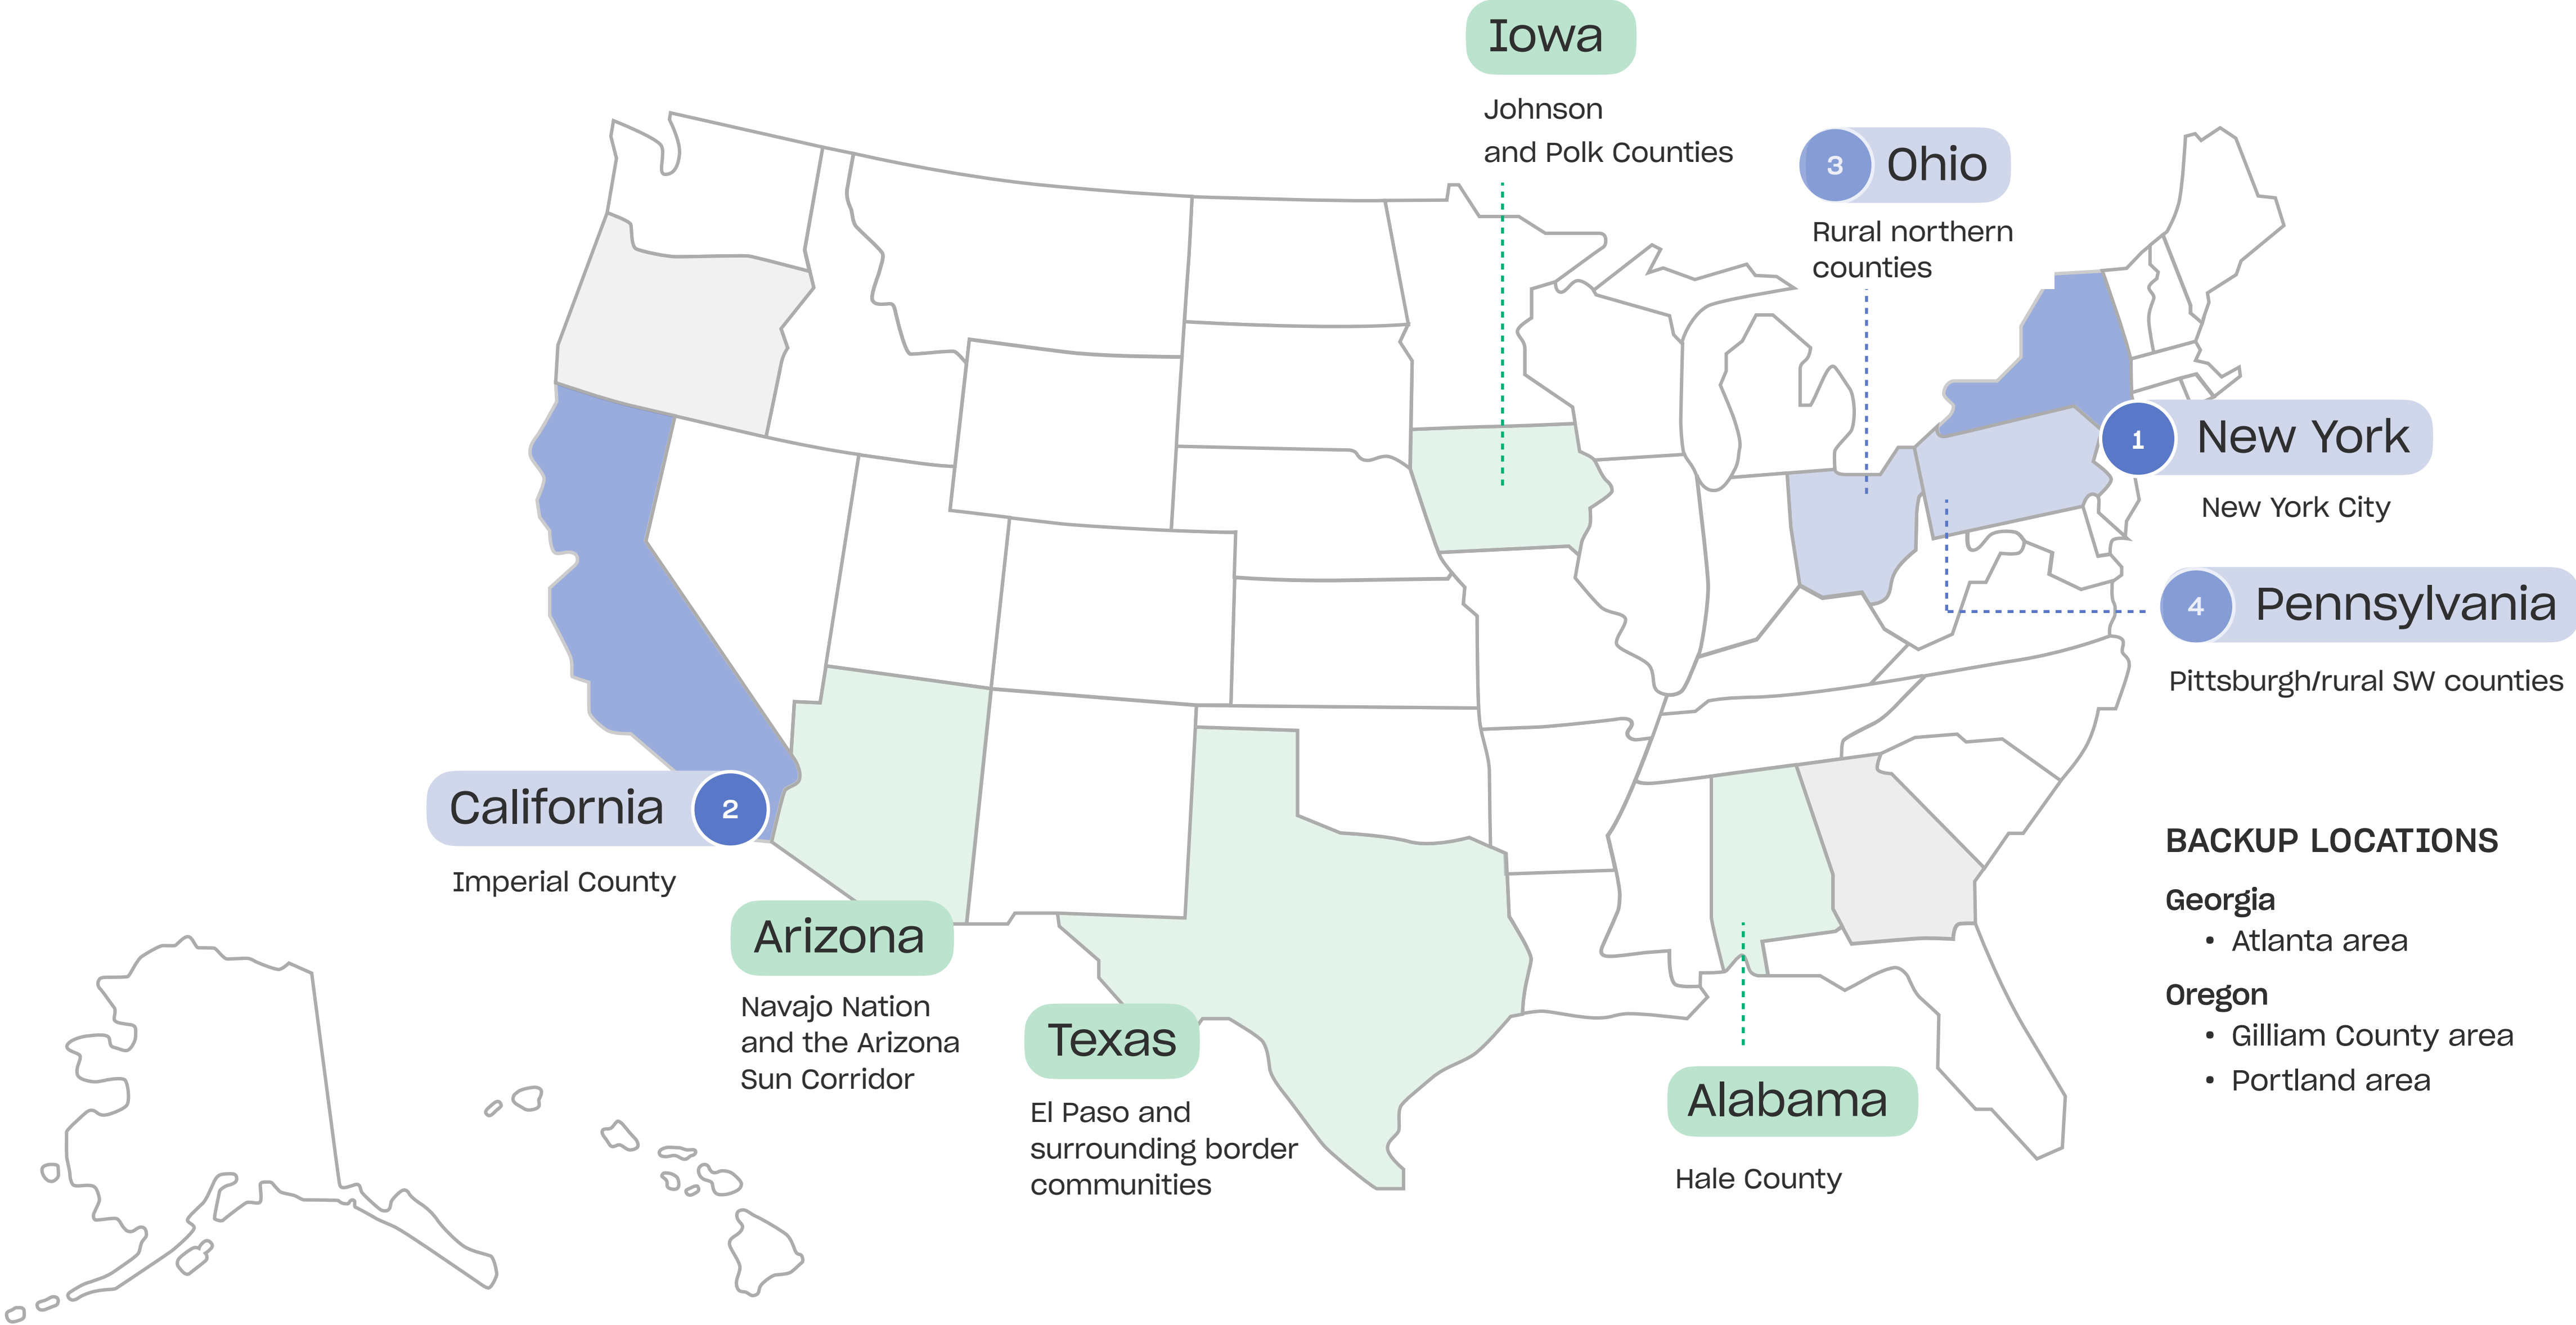 Iowa
Johnson
and Polk Counties
3
Ohio
Rural northern
counties
1
New York
New York City
4
Pennsylvania
Pittsburgh/rural SW counties
California
2
Imperial County
Arizona
Navajo Nation
and the Arizona
Sun Corridor
Texas
El Paso and
surrounding border
communities
Alabama
Hale County
BACKUP LOCATIONS
Georgia
• Atlanta area
Oregon
• Gilliam County area
• Portland area